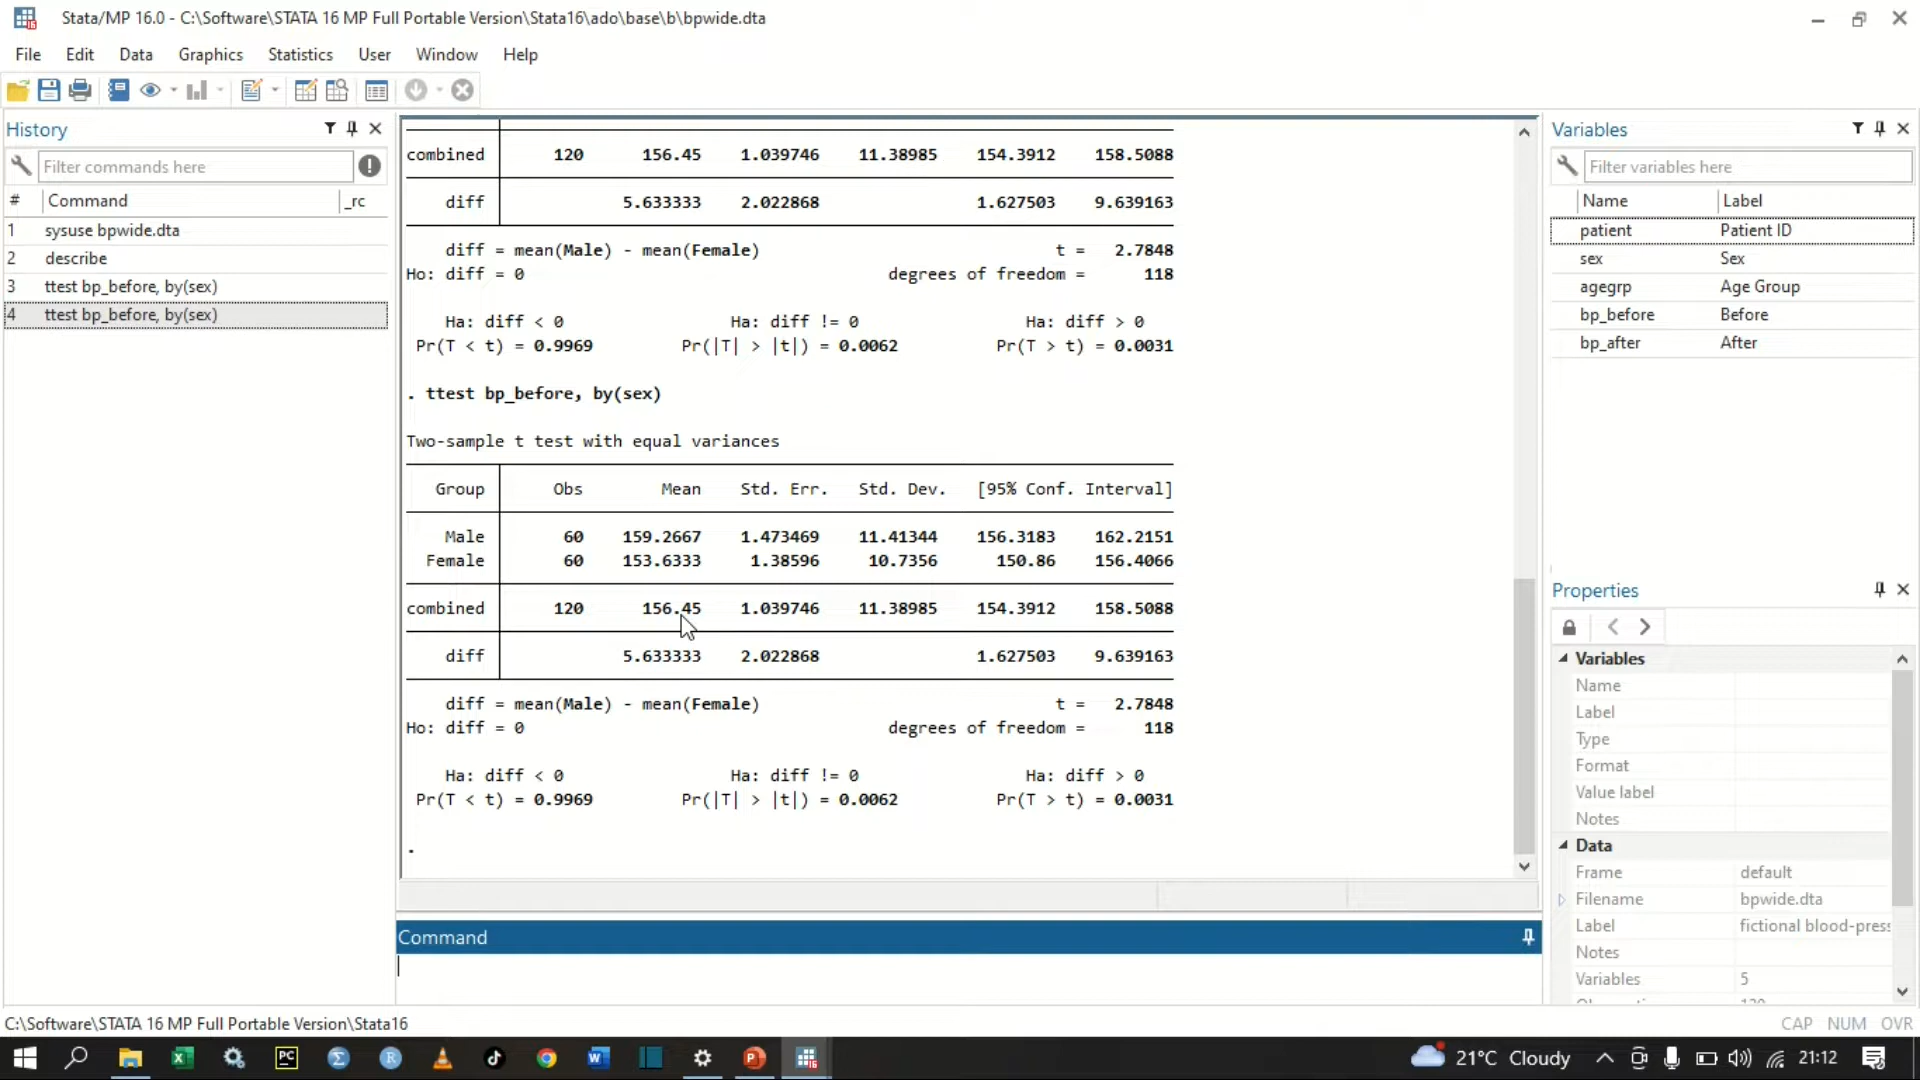 Stata/MP 16.0 - C:\Software\STATA 16 MP Full Portable Version\Stata16\ado\base\b\bpwide.dta
File Edit Data Graphics Statistics User Window Help
History
Filter commands here
# Command _rc
1 sysuse bpwide.dta
2 describe
3 ttest bp_before, by(sex)
4 ttest bp_before, by(sex)
combined 120 156.45 1.039746 11.38985 154.3912 158.5088
diff 5.633333 2.022868 1.627503 9.639163
diff = mean(Male) - mean(Female) t = 2.7848
Ho: diff = 0 degrees of freedom = 118
Ha: diff < 0 Ha: diff != 0 Ha: diff > 0
Pr(T < t) = 0.9969 Pr(|T| > |t|) = 0.0062 Pr(T > t) = 0.0031
. ttest bp_before, by(sex)
Two-sample t test with equal variances
Group Obs Mean Std. Err. Std. Dev. [95% Conf. Interval]
Male 60 159.2667 1.473469 11.41344 156.3183 162.2151
Female 60 153.6333 1.38596 10.7356 150.86 156.4066
combined 120 156.45 1.039746 11.38985 154.3912 158.5088
diff 5.633333 2.022868 1.627503 9.639163
diff = mean(Male) - mean(Female) t = 2.7848
Ho: diff = 0 degrees of freedom = 118
Ha: diff < 0 Ha: diff != 0 Ha: diff > 0
Pr(T < t) = 0.9969 Pr(|T| > |t|) = 0.0062 Pr(T > t) = 0.0031
.
Command
Variables
Filter variables here
Name Label
patient Patient ID
sex Sex
agegrp Age Group
bp_before Before
bp_after After
Properties
Variables
Name
Label
Type
Format
Value label
Notes
Data
Frame default
Filename bpwide.dta
Label fictional blood-press
Notes
Variables 5
C:\Software\STATA 16 MP Full Portable Version\Stata16
CAP NUM OVR
21°C Cloudy 21:12